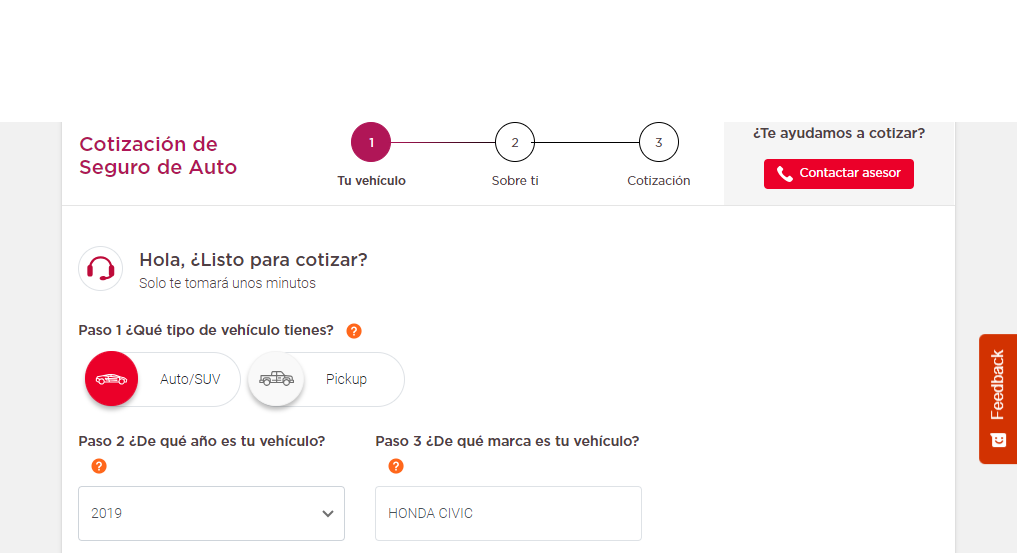 Cotización de
Seguro de Auto
1
2
3
Tu vehículo
Sobre ti
Cotización
¿Te ayudamos a cotizar?
Contactar asesor
Hola, ¿Listo para cotizar?
Solo te tomará unos minutos
Paso 1 ¿Qué tipo de vehículo tienes? ?
Auto/SUV
Pickup
Paso 2 ¿De qué año es tu vehículo?
?
2019
Paso 3 ¿De qué marca es tu vehículo?
?
HONDA CIVIC
Feedback